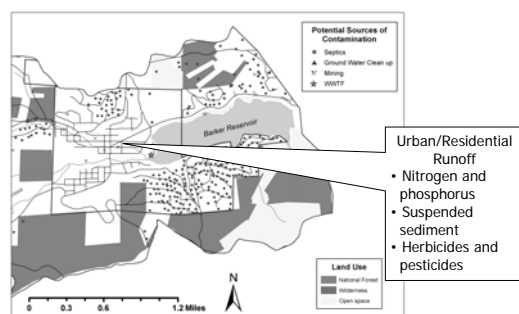 Potential Sources of
Contamination
Septics
Ground Water Clean up
Mining
WWTF
Barker Reservoir
Urban/Residential
Runoff
• Nitrogen and
phosphorus
• Suspended
sediment
• Herbicides and
pesticides
N
Land Use
National Forest
Wilderness
Open space
0 0.3 0.6 1.2 Miles